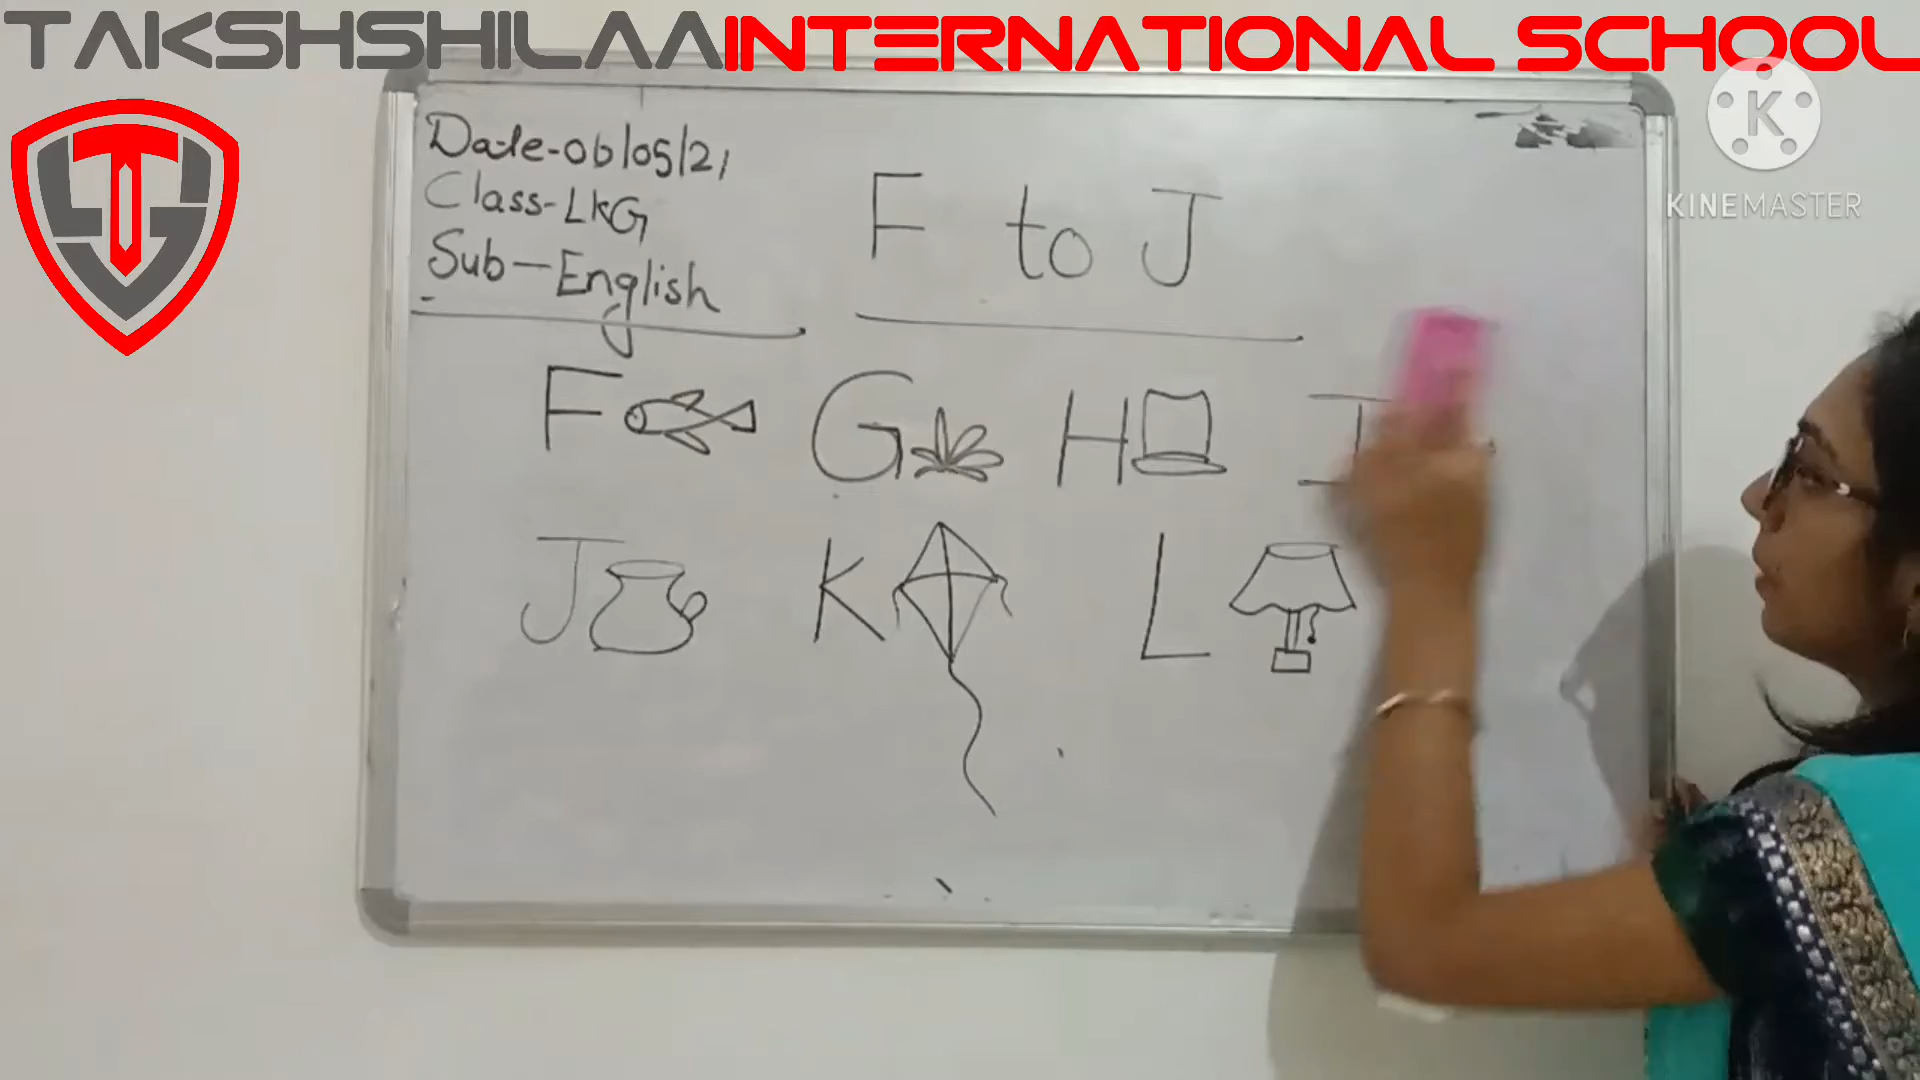 TAKSHSHILAA INTERNATIONAL SCHOOL
K
KINEMASTER
Date-06/05/21
Class-LKG
Sub-English
F to J
F G H I
J K L